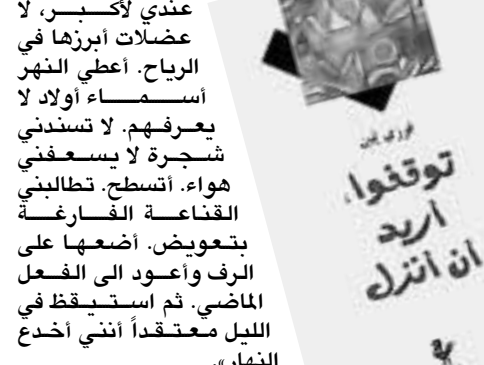 عندي لأكبر، لا
عضلات أبرزها في
الرياح. أعطي النهر
أسماء أولاد لا
يعرفهم. لا تسندني
شجرة لا يسعفني
هواء. أتسطح. تطالبني
القناعة الفارغة
بتعويض. أضعها على
الرف وأعود الى الفعل
الماضي. ثم استيقظ في
الليل معتقداً أنني أخدع
النهار».
توقفوا،
أريد
أن أنزل